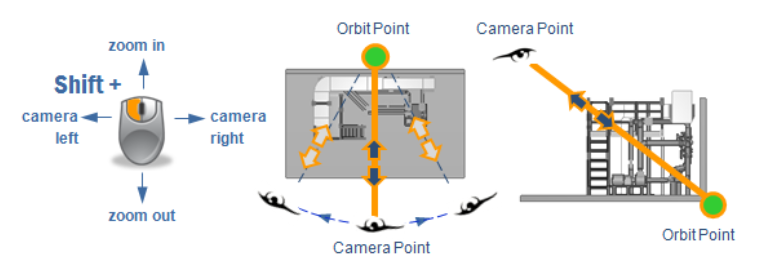 zoom in
Shift +
camera
left
camera
right
zoom out
Orbit Point
Camera Point
Camera Point
Orbit Point